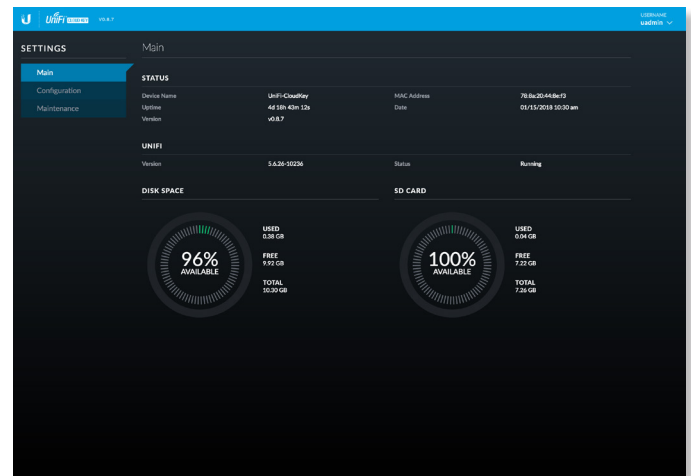 U UniFi CLOUD KEY v0.8.7
USERNAME
uadmin
SETTINGS
Main
Configuration
Maintenance
Main
STATUS
Device Name UniFi-CloudKey MAC Address 78:8a:20:44:8e:f3
Uptime 4d 18h 43m 12s Date 01/15/2018 10:30 am
Version v0.8.7
UNIFI
Version 5.6.26-10236 Status Running
DISK SPACE SD CARD
96%
AVAILABLE
USED
0.38 GB
FREE
9.92 GB
TOTAL
10.30 GB
100%
AVAILABLE
USED
0.04 GB
FREE
7.22 GB
TOTAL
7.26 GB